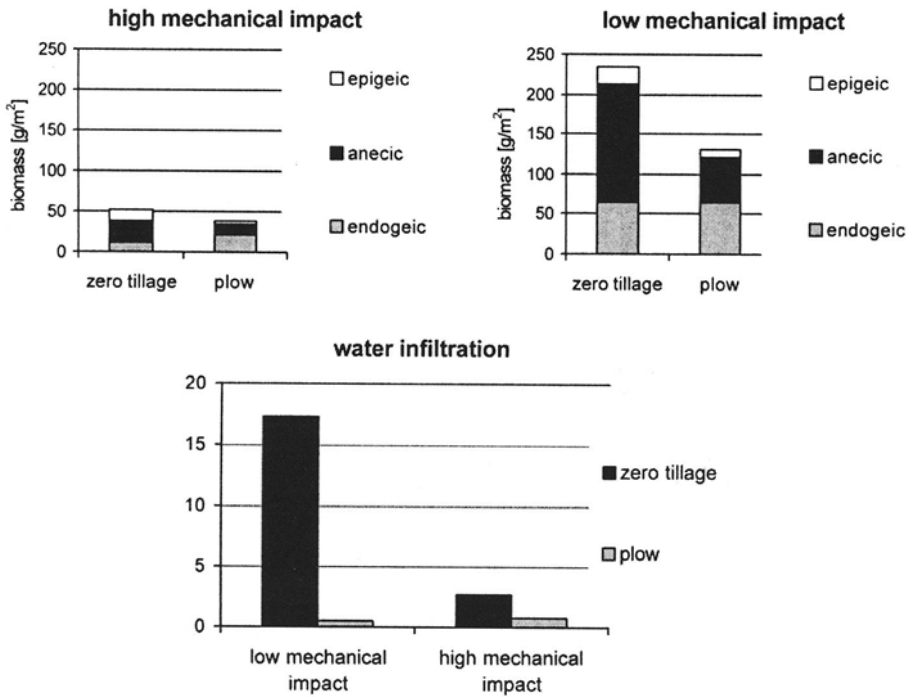 high mechanical impact
250
200
150
100
50
0
biomass [g/m²]
zero tillage
plow
epigeic
anecic
endogeic
low mechanical impact
250
200
150
100
50
0
biomass [g/m²]
zero tillage
plow
epigeic
anecic
endogeic
water infiltration
20
15
10
5
0
low mechanical
impact
high mechanical
impact
zero tillage
plow